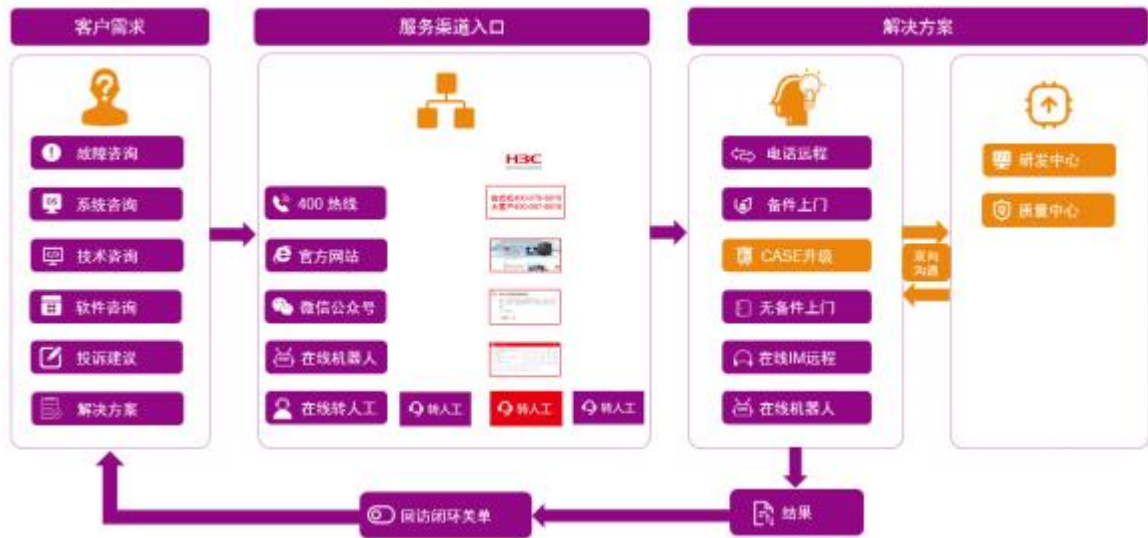 客户需求
服务渠道入口
解决方案
故障咨询
系统咨询
技术咨询
软件咨询
投诉建议
解决方案
H3C
400 热线
官方网站
微信公众号
在线机器人
在线转人工
转人工
转人工
转人工
电话远程
备件上门
CASE升级
无备件上门
在线IM远程
在线机器人
双向
沟通
研发中心
质量中心
回访闭环关单
结果